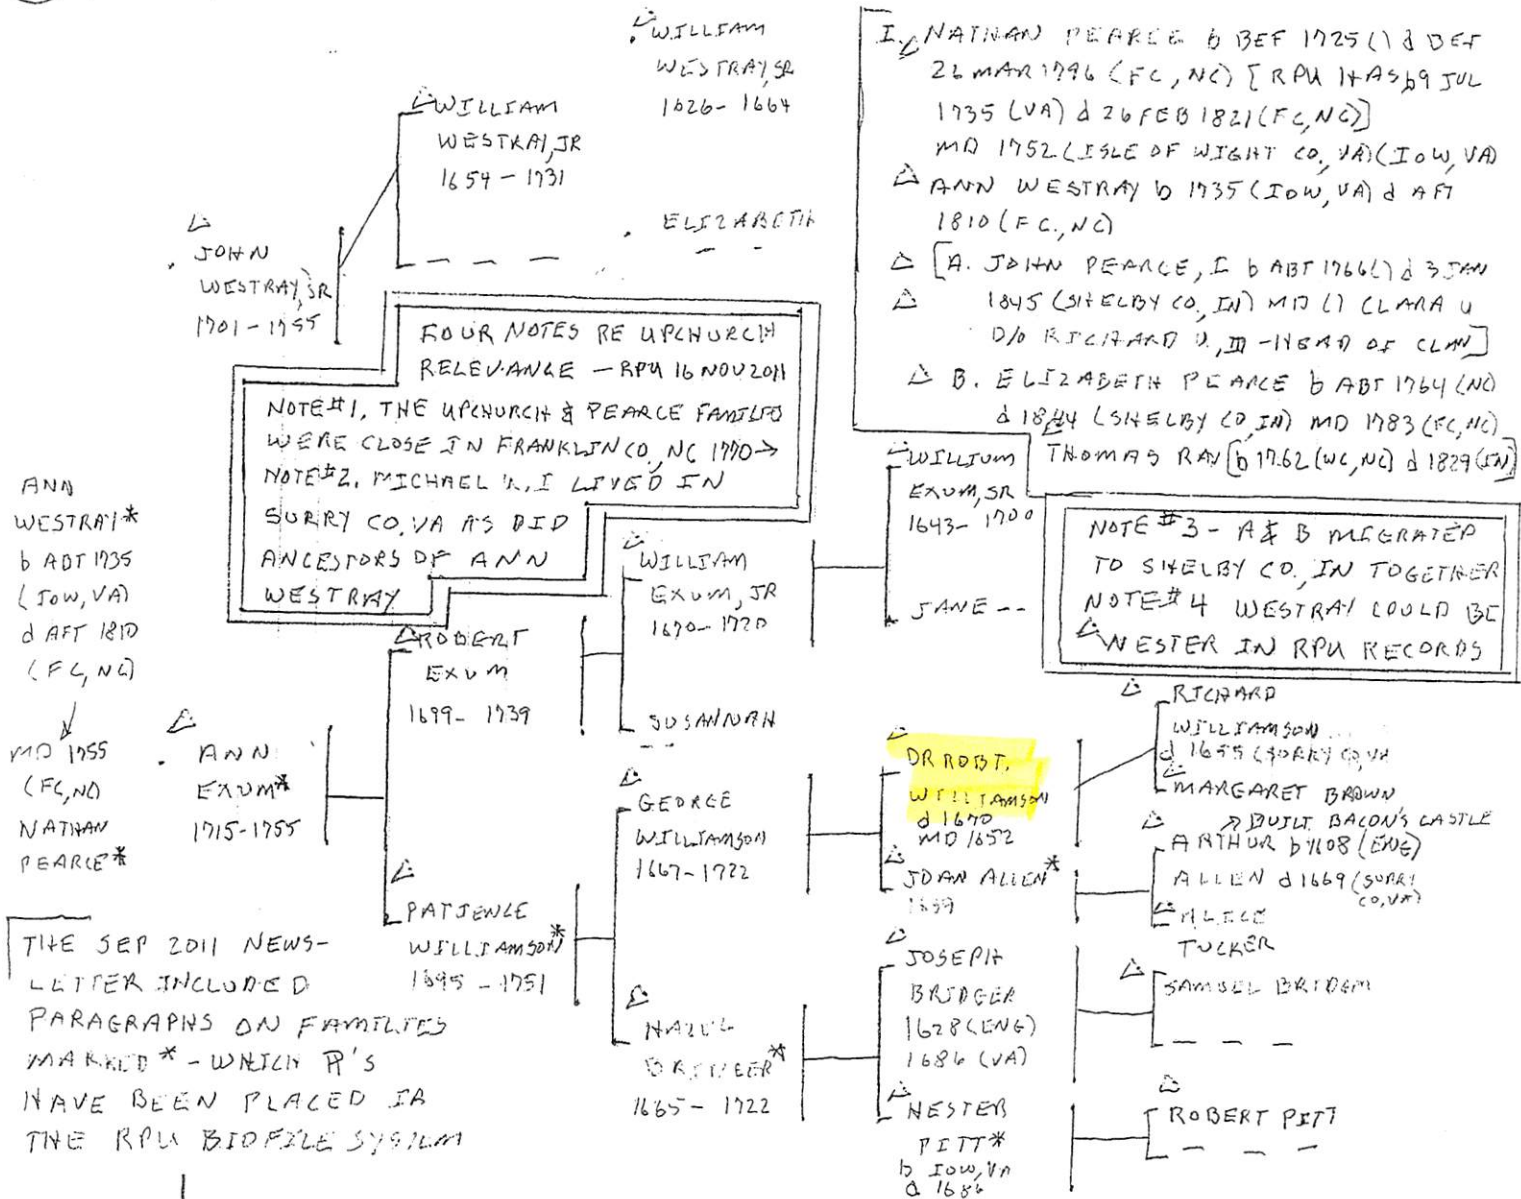 WILLIAM
WESTRAY, SR
1626- 1664
WILLIAM
WESTRAY, JR
1654 - 1731
ELIZABETH
JOHN
WESTRAY, SR
1701 - 1755
I. NATHAN PEARCE b BEF 1725 () d BEF
26 MAR 1796 (FC, NC) [RPU HAS b 9 JUL
1735 (VA) d 26 FEB 1821 (FC, NC)]
MD 1752 (ISLE OF WIGHT CO., VA) (IOW, VA)
ANN WESTRAY b 1735 (IOW, VA) d AFT
1810 (FC., NC)
[A. JOHN PEARCE, I b ABT 1766 () d 3 JAN
1845 (SHELBY CO., IN) MD () CLARA U
D/O RICHARD U., III - HEAD OF CLAN]
B. ELIZABETH PEARCE b ABT 1764 (NC)
d 1844 (SHELBY CO, IN) MD 1783 (FC, NC)
THOMAS RAY [b 1762 (WC, NC) d 1829 (IN)]
FOUR NOTES RE UPCHURCH
RELEVANCE - RPU 16 NOV 2011
NOTE #1, THE UPCHURCH & PEARCE FAMILIES
WERE CLOSE IN FRANKLIN CO, NC 1770→
NOTE #2, MICHAEL U, I LIVED IN
SURRY CO, VA AS DID
ANCESTORS OF ANN
WESTRAY
NOTE #3 - A & B MIGRATED
TO SHELBY CO., IN TOGETHER
NOTE #4 WESTRAY COULD BE
WESTER IN RPU RECORDS
ANN
WESTRAY*
b ABT 1735
(IOW, VA)
d AFT 1810
(FC, NC)
MD 1755
(FC, NC)
NATHAN
PEARCE*
ANN
EXUM*
1715-1755
ROBERT
EXUM
1699- 1739
PATIENCE
WILLIAMSON*
1695 - 1751
WILLIAM
EXUM, JR
1670- 1720
SUSANNAH
--
WILLIUM
EXUM, SR
1643- 1700
JANE --
GEORGE
WILLIAMSON
1667- 1722
BRIDGER*
1665- 1722
DR ROBT.
WILLIAMSON
d 1670
MD 1652
JOAN ALLEN*
JOSEPH
BRIDGER
1628 (ENG)
1686 (VA)
HESTER
PITT*
b IOW, VA
d 1686
RICHARD
WILLIAMSON
d 1655 (SURRY CO, VA
MARGARET BROWN
→ BUILT BACON'S CASTLE
ARTHUR b 1608 (ENG)
ALLEN d 1669 (SURRY
CO, VA)
ALICE
TUCKER
SAMUEL BRIDGER
ROBERT PITT
THE SEP 2011 NEWS-
LETTER INCLUDED
PARAGRAPHS ON FAMILIES
MARKED * - WHICH ¶'S
HAVE BEEN PLACED IN
THE RPU BIOFILE SYSTEM